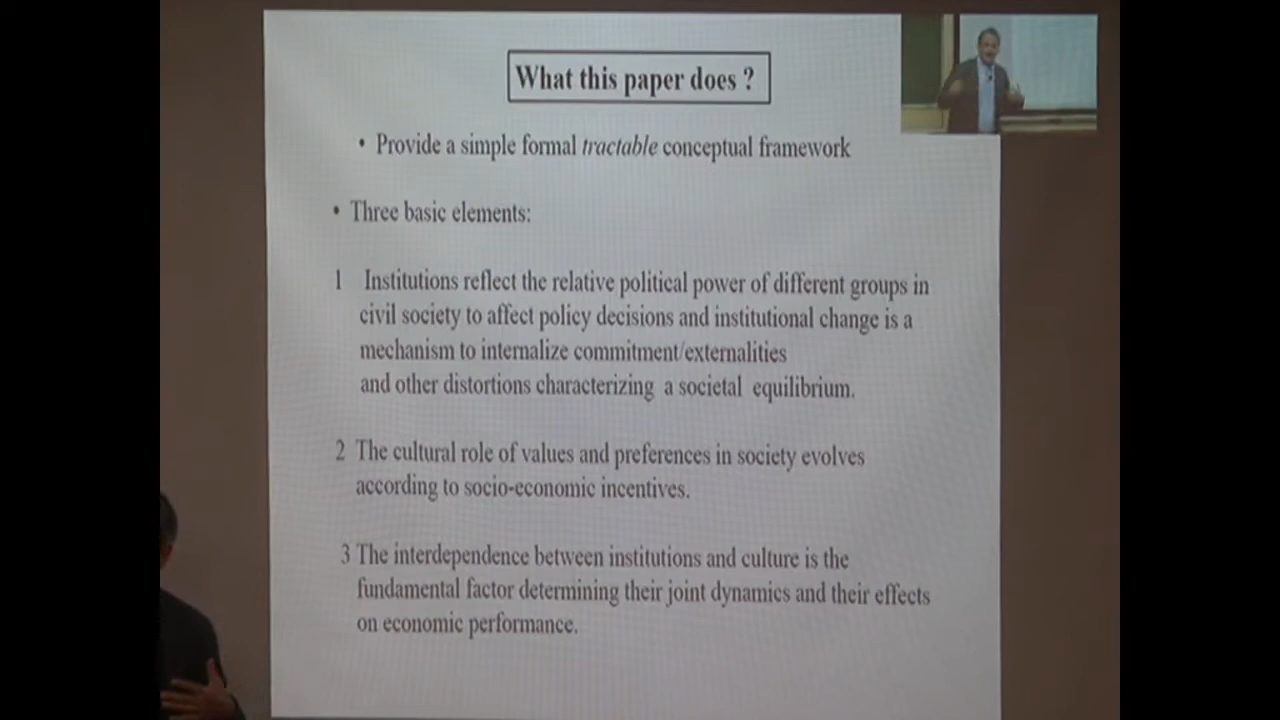 What this paper does ?
• Provide a simple formal tractable conceptual framework
• Three basic elements:
1 Institutions reflect the relative political power of different groups in
civil society to affect policy decisions and institutional change is a
mechanism to internalize commitment/externalities
and other distortions characterizing a societal equilibrium.
2 The cultural role of values and preferences in society evolves
according to socio-economic incentives.
3 The interdependence between institutions and culture is the
fundamental factor determining their joint dynamics and their effects
on economic performance.